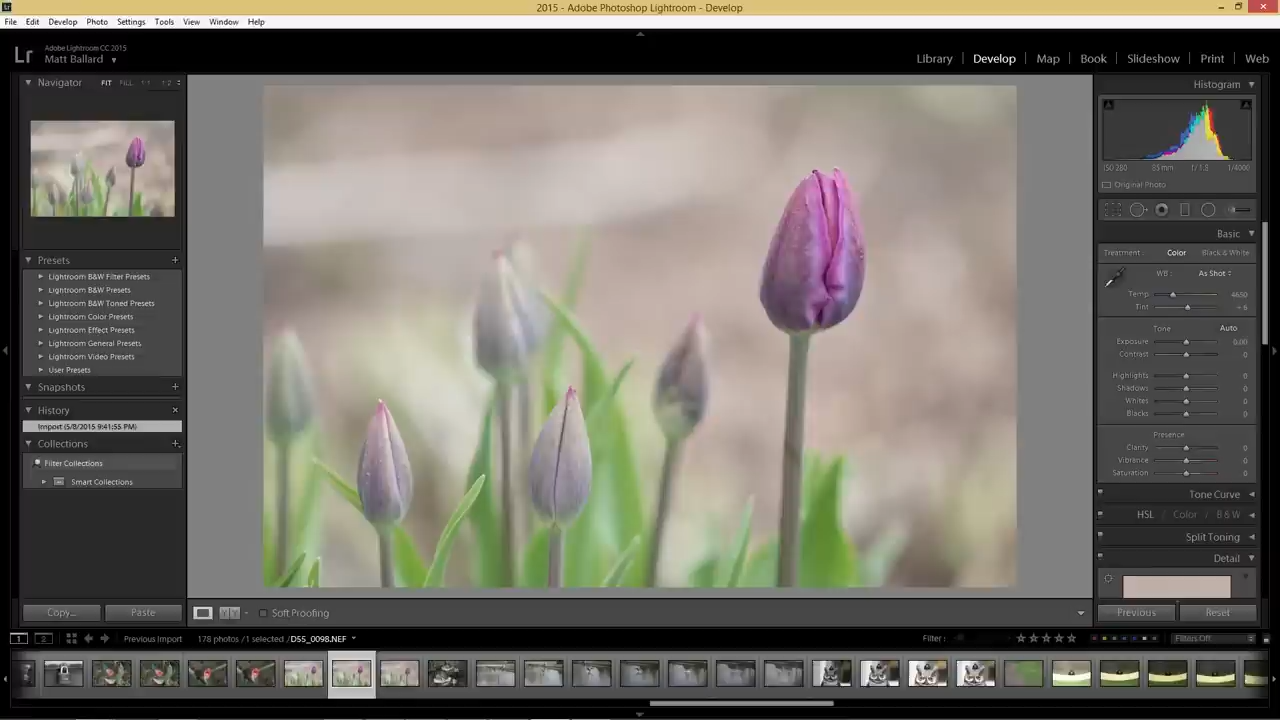 2015 - Adobe Photoshop Lightroom - Develop
File Edit Develop Photo Settings Tools View Window Help
Lr Adobe Lightroom CC 2015
Matt Ballard
Library | Develop | Map | Book | Slideshow | Print | Web
Navigator FIT FILL 1:1
Histogram
ISO 280 85 mm 1/4000
Original Photo
Basic
Treatment: Color Black & White
WB: As Shot
Temp 4650
Tint + 6
Tone Auto
Exposure 0.00
Contrast 0
Highlights 0
Shadows 0
Whites 0
Blacks 0
Presence
Clarity 0
Vibrance 0
Saturation 0
Tone Curve
HSL / Color / B & W
Split Toning
Detail
Previous Reset
Presets
Lightroom B&W Filter Presets
Lightroom B&W Presets
Lightroom B&W Toned Presets
Lightroom Color Presets
Lightroom Effect Presets
Lightroom General Presets
Lightroom Video Presets
User Presets
Snapshots
History
Import (5/8/2015 9:41:55 PM)
Collections
Filter Collections
Smart Collections
Copy... Paste
Soft Proofing
1 2 Previous Import 178 photos / 1 selected / D55_0098.NEF
Filter : Filters Off